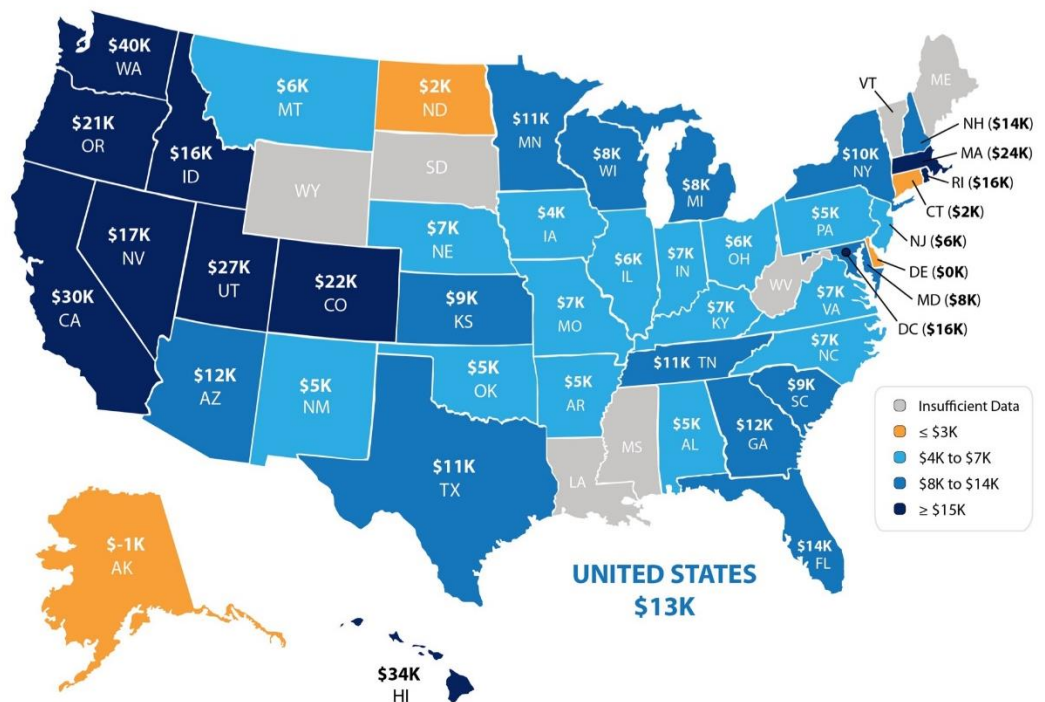 $40K
WA
$21K
OR
$16K
ID
$6K
MT
$2K
ND
$11K
MN
$8K
WI
$8K
MI
$10K
NY
VT
ME
NH ($14K)
MA ($24K)
RI ($16K)
CT ($2K)
NJ ($6K)
DE ($0K)
MD ($8K)
DC ($16K)
WY
SD
$30K
CA
$17K
NV
$27K
UT
$22K
CO
$7K
NE
$4K
IA
$6K
IL
$7K
IN
$6K
OH
$5K
PA
WV
$7K
VA
$9K
KS
$7K
MO
$7K
KY
$7K
NC
$11K TN
$9K
SC
$12K
AZ
$5K
NM
$5K
OK
$5K
AR
MS
$5K
AL
$12K
GA
LA
$11K
TX
$14K
FL
Insufficient Data
≤ $3K
$4K to $7K
$8K to $14K
≥ $15K
UNITED STATES
$13K
$-1K
AK
$34K
HI